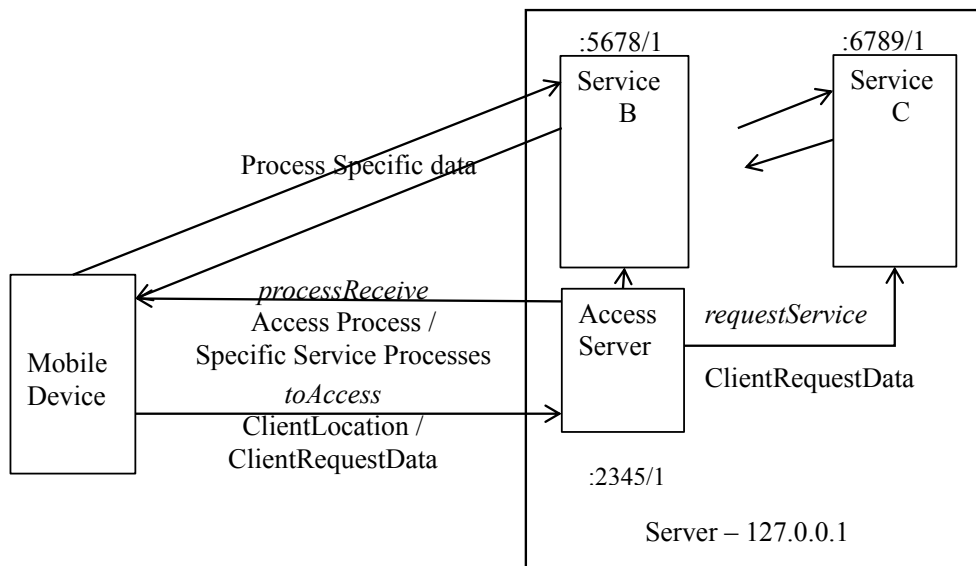 :5678/1
:6789/1
Service
B
Service
C
Process Specific data
processReceive
Access Process /
Specific Service Processes
Access
Server
requestService
ClientRequestData
Mobile
Device
toAccess
ClientLocation /
ClientRequestData
:2345/1
Server – 127.0.0.1